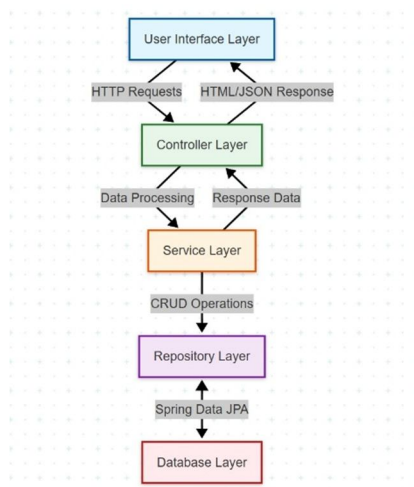 User Interface Layer
HTTP Requests
HTML/JSON Response
Controller Layer
Data Processing
Response Data
Service Layer
CRUD Operations
Repository Layer
Spring Data JPA
Database Layer